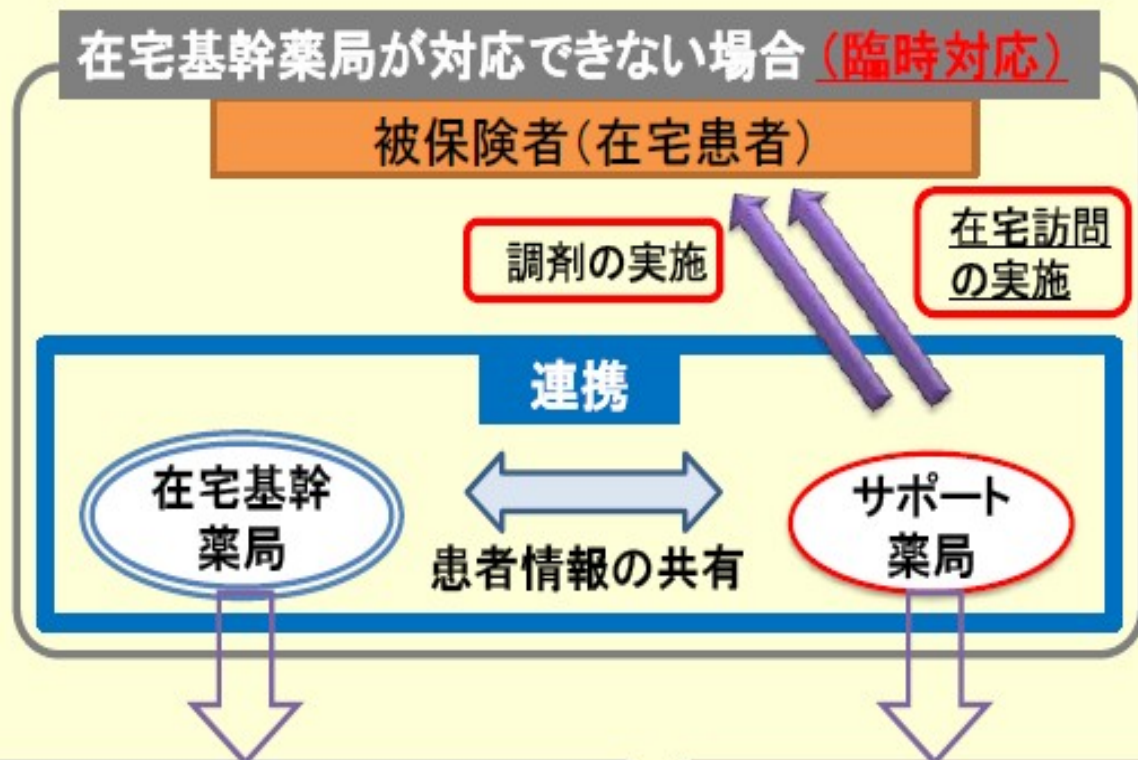 在宅基幹薬局が対応できない場合（臨時対応）
被保険者（在宅患者）
調剤の実施
在宅訪問
の実施
連携
在宅基幹
薬局
患者情報の共有
サポート
薬局